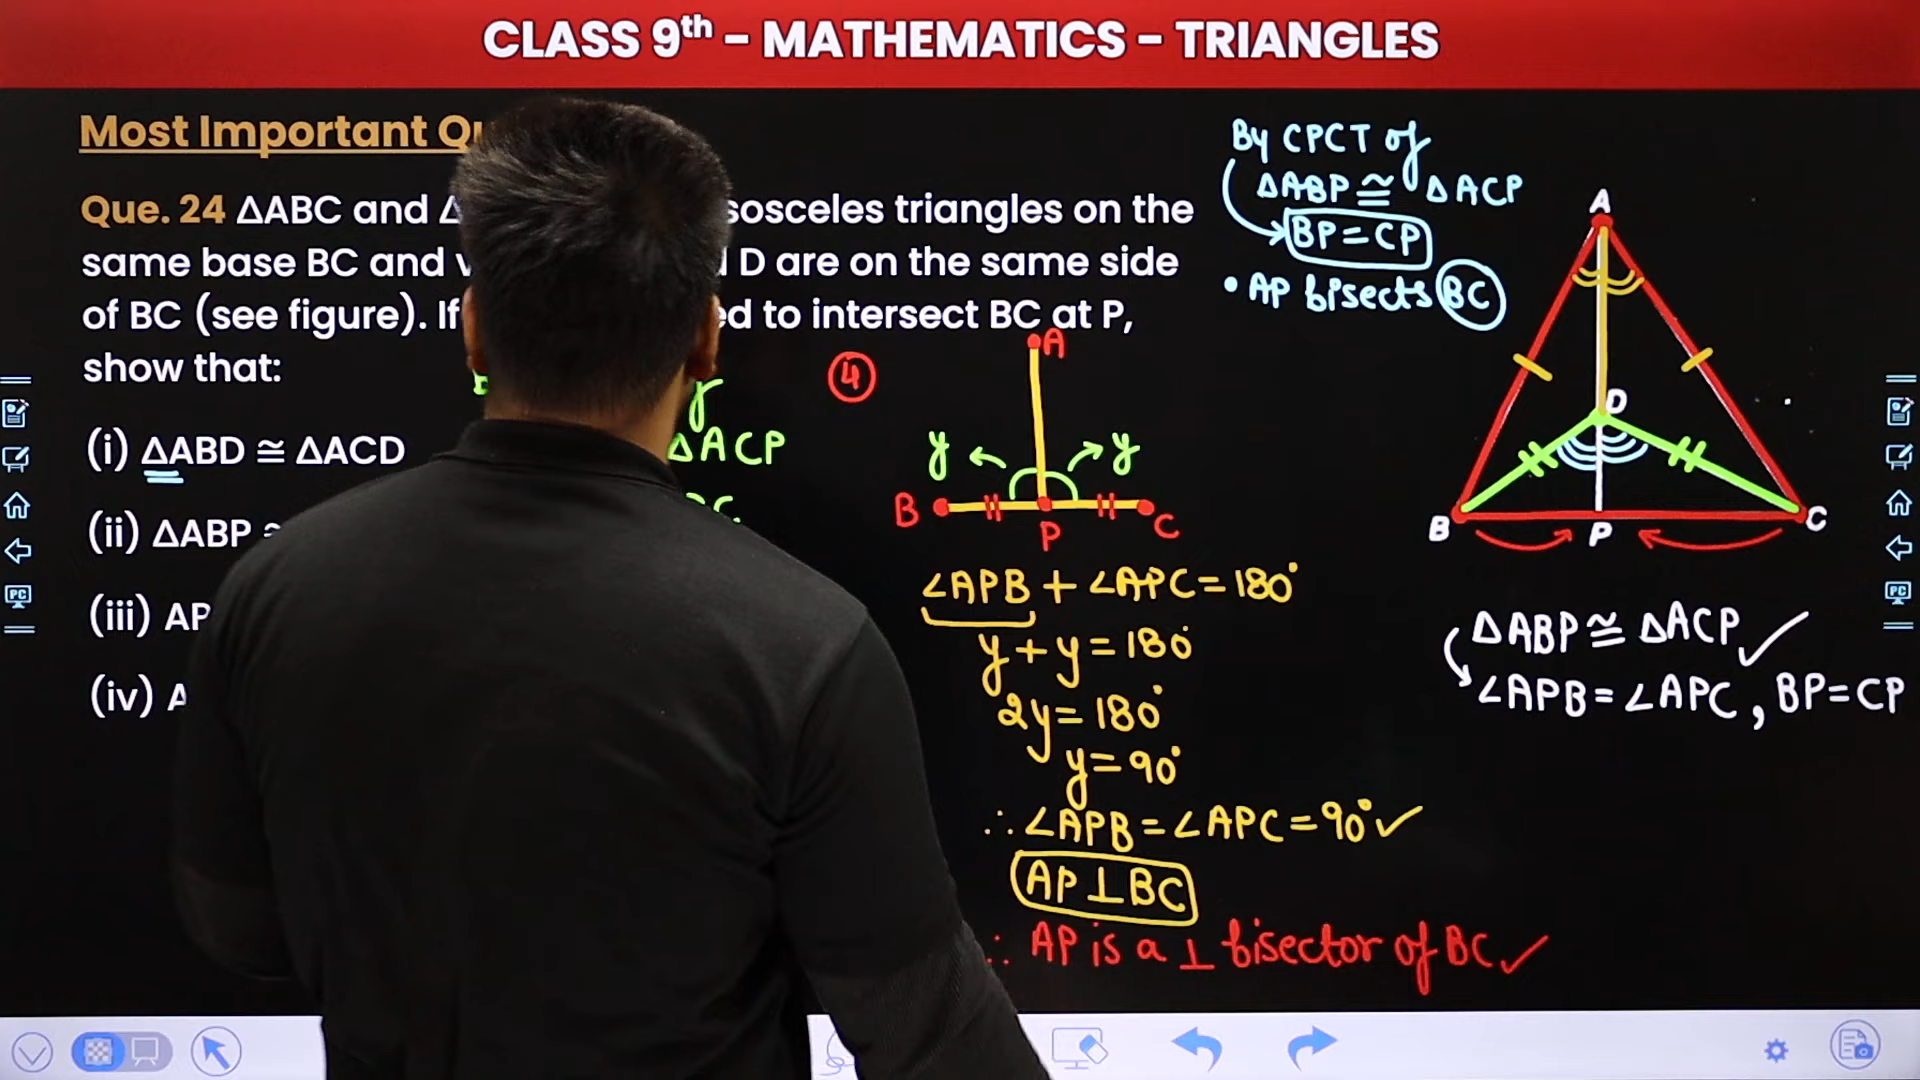 CLASS 9th – MATHEMATICS – TRIANGLES
Most Important
Que. 24 ΔABC and sosceles triangles on the
same base BC and D are on the same side
of BC (see figure). If ed to intersect BC at P,
show that:
(i) ΔABD ≅ ΔACD
(ii) ΔABP ≅
(iii) AP
(iv) A
ΔACP
④
A
y y
B P C
∠APB + ∠APC = 180°
y + y = 180°
2y = 180°
y = 90°
∴ ∠APB = ∠APC = 90° ✓
AP ⊥ BC
∴ AP is a ⊥ bisector of BC ✓
By CPCT of
ΔABP ≅ ΔACP
BP = CP
• AP bisects BC
A
D
B P C
ΔABP ≅ ΔACP ✓
∠APB = ∠APC, BP = CP
PC
PC